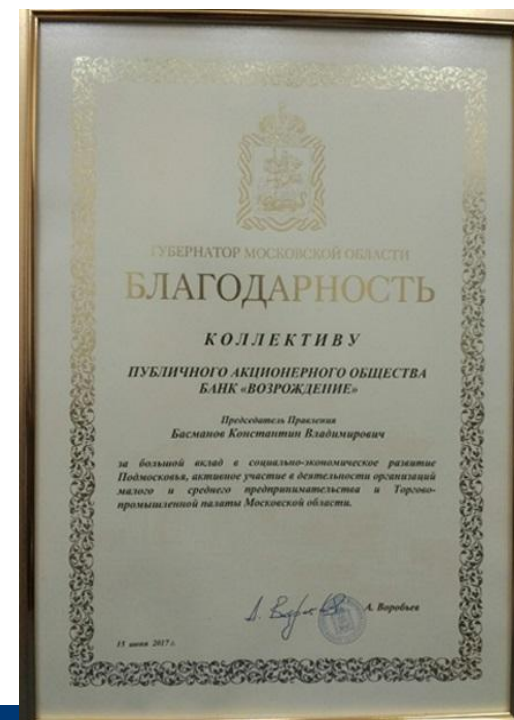 ГУБЕРНАТОР МОСКОВСКОЙ ОБЛАСТИ
БЛАГОДАРНОСТЬ
КОЛЛЕКТИВУ
ПУБЛИЧНОГО АКЦИОНЕРНОГО ОБЩЕСТВА
БАНК «ВОЗРОЖДЕНИЕ»
Председатель Правления
Басманов Константин Владимирович
за большой вклад в социально-экономическое развитие
Подмосковья, активное участие в деятельности организаций
малого и среднего предпринимательства и Торгово-
промышленной палаты Московской области.
А. Воробьев
15 июня 2017 г.